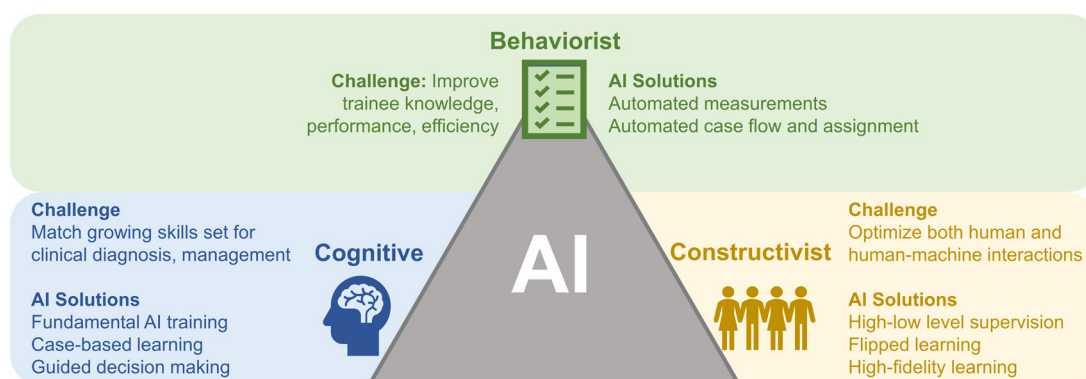 Behaviorist
Challenge: Improve
trainee knowledge,
performance, efficiency
AI Solutions
Automated measurements
Automated case flow and assignment
Challenge
Match growing skills set for
clinical diagnosis, management
Cognitive
AI Solutions
Fundamental AI training
Case-based learning
Guided decision making
AI
Constructivist
Challenge
Optimize both human and
human-machine interactions
AI Solutions
High-low level supervision
Flipped learning
High-fidelity learning